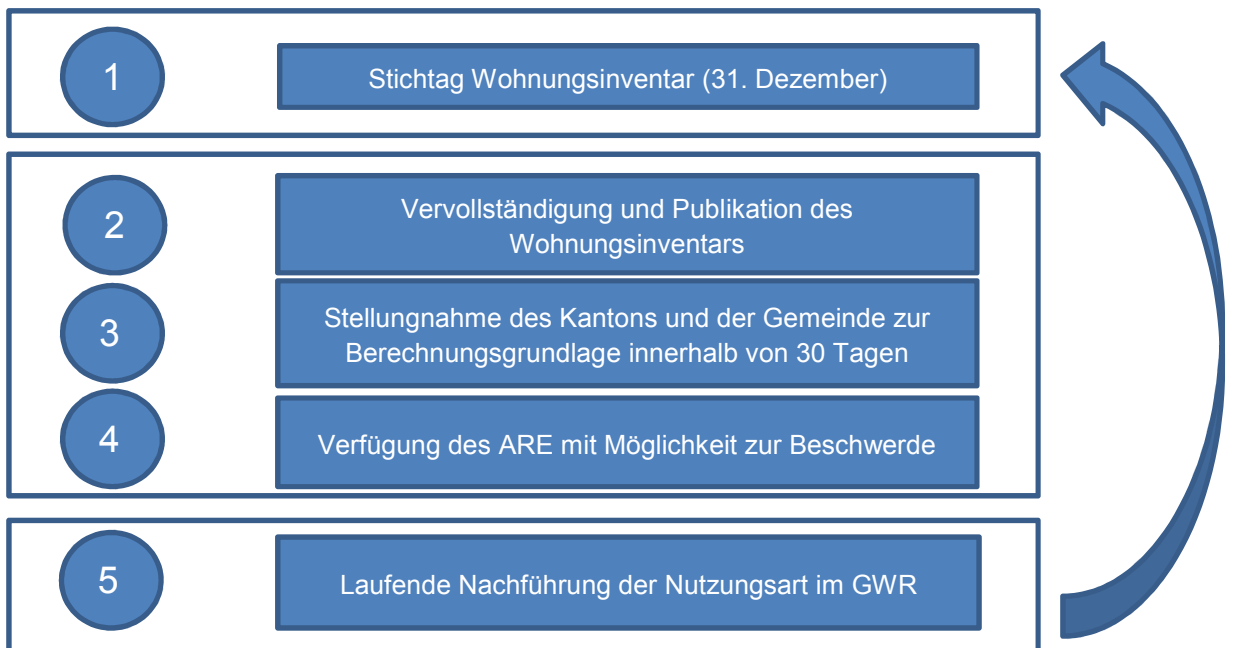 1
Stichtag Wohnungsinventar (31. Dezember)
2
Vervollständigung und Publikation des
Wohnungsinventars
3
Stellungnahme des Kantons und der Gemeinde zur
Berechnungsgrundlage innerhalb von 30 Tagen
4
Verfügung des ARE mit Möglichkeit zur Beschwerde
5
Laufende Nachführung der Nutzungsart im GWR